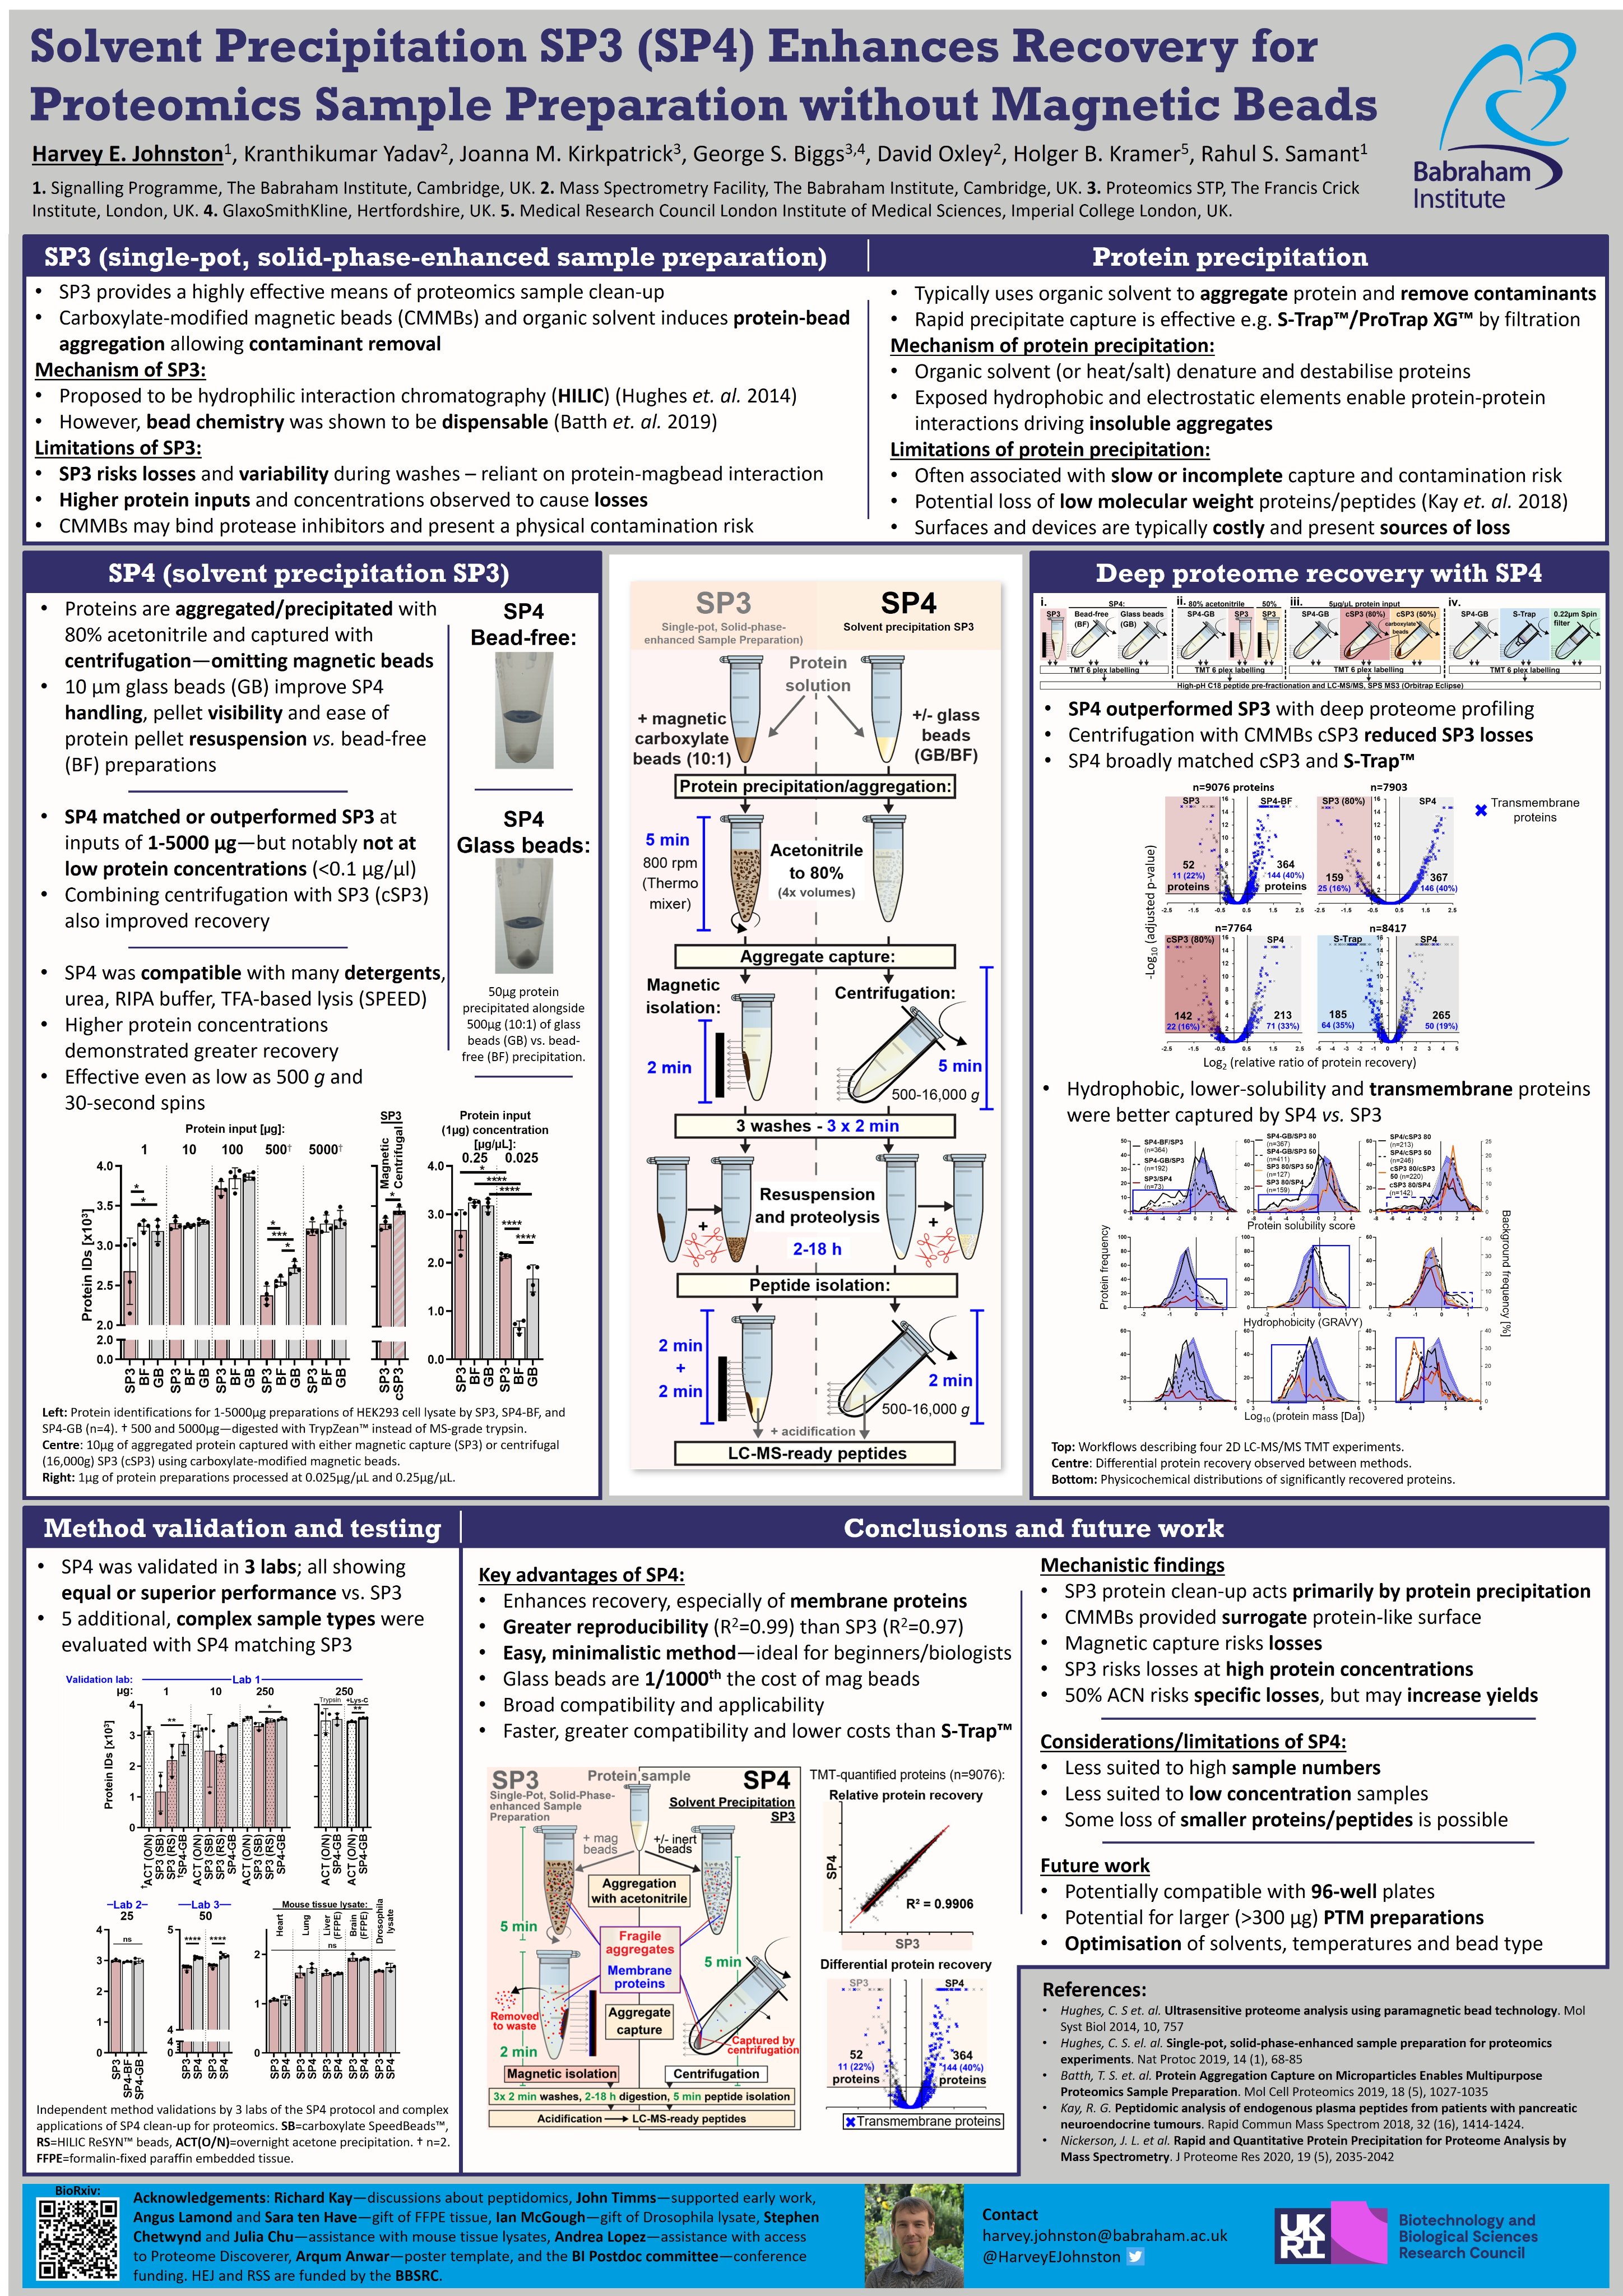 Solvent Precipitation SP3 (SP4) Enhances Recovery for
Proteomics Sample Preparation without Magnetic Beads
Harvey E. Johnston1, Kranthikumar Yadav2, Joanna M. Kirkpatrick3, George S. Biggs3,4, David Oxley2, Holger B. Kramer5, Rahul S. Samant1
1. Signalling Programme, The Babraham Institute, Cambridge, UK. 2. Mass Spectrometry Facility, The Babraham Institute, Cambridge, UK. 3. Proteomics STP, The Francis Crick
Institute, London, UK. 4. GlaxoSmithKline, Hertfordshire, UK. 5. Medical Research Council London Institute of Medical Sciences, Imperial College London, UK.
Babraham
Institute
SP3 (single-pot, solid-phase-enhanced sample preparation)
• SP3 provides a highly effective means of proteomics sample clean-up
• Carboxylate-modified magnetic beads (CMMBs) and organic solvent induces protein-bead
aggregation allowing contaminant removal
Mechanism of SP3:
• Proposed to be hydrophilic interaction chromatography (HILIC) (Hughes et. al. 2014)
• However, bead chemistry was shown to be dispensable (Batth et. al. 2019)
Limitations of SP3:
• SP3 risks losses and variability during washes – reliant on protein-magbead interaction
• Higher protein inputs and concentrations observed to cause losses
• CMMBs may bind protease inhibitors and present a physical contamination risk
Protein precipitation
• Typically uses organic solvent to aggregate protein and remove contaminants
• Rapid precipitate capture is effective e.g. S-Trap™/ProTrap XG™ by filtration
Mechanism of protein precipitation:
• Organic solvent (or heat/salt) denature and destabilise proteins
• Exposed hydrophobic and electrostatic elements enable protein-protein
interactions driving insoluble aggregates
Limitations of protein precipitation:
• Often associated with slow or incomplete capture and contamination risk
• Potential loss of low molecular weight proteins/peptides (Kay et. al. 2018)
• Surfaces and devices are typically costly and present sources of loss
SP4 (solvent precipitation SP3)
• Proteins are aggregated/precipitated with
80% acetonitrile and captured with
centrifugation—omitting magnetic beads
• 10 µm glass beads (GB) improve SP4
handling, pellet visibility and ease of
protein pellet resuspension vs. bead-free
(BF) preparations
• SP4 matched or outperformed SP3 at
inputs of 1-5000 µg—but notably not at
low protein concentrations (<0.1 µg/µl)
• Combining centrifugation with SP3 (cSP3)
also improved recovery
• SP4 was compatible with many detergents,
urea, RIPA buffer, TFA-based lysis (SPEED)
• Higher protein concentrations
demonstrated greater recovery
• Effective even as low as 500 g and
30-second spins
SP4
Bead-free:
SP4
Glass beads:
50µg protein
precipitated alongside
500µg (10:1) of glass
beads (GB) vs. bead-
free (BF) precipitation.
Protein input [µg]:
1 10 100 500† 5000†
Protein IDs [x10³]
4.0
3.5
3.0
2.5
2.0
2.0
0.0
* * * *** *
SP3 BF GB SP3 BF GB SP3 BF GB SP3 BF GB SP3 BF GB
SP3
Magnetic
Centrifugal
*
SP3 cSP3
Protein input
(1µg) concentration
[µg/µL]:
0.25 0.025
4.0
3.0
2.0
1.0
0.0
* **** **** **** ****
SP3 BF GB SP3 BF GB
Left: Protein identifications for 1-5000µg preparations of HEK293 cell lysate by SP3, SP4-BF, and
SP4-GB (n=4). † 500 and 5000µg—digested with TrypZean™ instead of MS-grade trypsin.
Centre: 10µg of aggregated protein captured with either magnetic capture (SP3) or centrifugal
(16,000g) SP3 (cSP3) using carboxylate-modified magnetic beads.
Right: 1µg of protein preparations processed at 0.025µg/µL and 0.25µg/µL.
SP3
Single-pot, Solid-phase-
enhanced Sample Preparation)
SP4
Solvent precipitation SP3
Protein
solution
+ magnetic
carboxylate
beads (10:1)
+/- glass
beads
(GB/BF)
Protein precipitation/aggregation:
5 min
800 rpm
(Thermo
mixer)
Acetonitrile
to 80%
(4x volumes)
Aggregate capture:
Magnetic
isolation:
2 min
Centrifugation:
5 min
500-16,000 g
3 washes - 3 x 2 min
Resuspension
and proteolysis
2-18 h
+
+
Peptide isolation:
2 min
+
2 min
2 min
500-16,000 g
+ acidification
LC-MS-ready peptides
Deep proteome recovery with SP4
i. SP3 SP4: Bead-free (BF) Glass beads (GB)
ii. 80% acetonitrile 50% SP4-GB SP3 SP3
iii. 5µg/µL protein input SP4-GB cSP3 (80%) cSP3 (50%) carboxylate beads
iv. SP4-GB S-Trap 0.22µm Spin filter
TMT 6 plex labelling TMT 6 plex labelling TMT 6 plex labelling TMT 6 plex labelling
High-pH C18 peptide pre-fractionation and LC-MS/MS, SPS MS3 (Orbitrap Eclipse)
• SP4 outperformed SP3 with deep proteome profiling
• Centrifugation with CMMBs cSP3 reduced SP3 losses
• SP4 broadly matched cSP3 and S-Trap™
n=9076 proteins
SP3 SP4-BF
52
11 (22%)
proteins
364
144 (40%)
proteins
n=7903
SP3 (80%) SP4
159
25 (16%)
367
146 (40%)
Transmembrane
proteins
n=7764
cSP3 (80%) SP4
142
22 (16%)
213
71 (33%)
n=8417
S-Trap SP4
185
64 (35%)
265
50 (19%)
-Log10 (adjusted p-value)
Log2 (relative ratio of protein recovery)
• Hydrophobic, lower-solubility and transmembrane proteins
were better captured by SP4 vs. SP3
SP4-BF/SP3
(n=364)
SP4-GB/SP3
(n=192)
SP3/SP4
(n=73)
SP4-GB/SP3 80
(n=367)
SP4-GB/SP3 50
(n=411)
SP3 80/SP3 50
(n=127)
SP3 80/SP4
(n=159)
SP4/cSP3 80
(n=213)
SP4/cSP3 50
(n=246)
cSP3 80/cSP3
50 (n=220)
cSP3 80/SP4
(n=142)
Protein solubility score
Hydrophobicity (GRAVY)
Log10 (protein mass [Da])
Protein frequency
Background frequency [%]
Top: Workflows describing four 2D LC-MS/MS TMT experiments.
Centre: Differential protein recovery observed between methods.
Bottom: Physicochemical distributions of significantly recovered proteins.
Method validation and testing
• SP4 was validated in 3 labs; all showing
equal or superior performance vs. SP3
• 5 additional, complex sample types were
evaluated with SP4 matching SP3
Validation lab: Lab 1
µg: 1 10 250 250
Trypsin +Lys-C
** * **
Protein IDs [x10³]
4
3
2
1
0
†ACT (O/N) SP3 (SB) SP3 (RS) †SP4-GB ACT (O/N) SP3 (SB) SP3 (RS) SP4-GB ACT (O/N) SP3 (SB) SP3 (RS) SP4-GB
ACT (O/N) SP4-GB ACT (O/N) SP4-GB
Lab 2
25
ns
4
3
2
1
0
SP3 SP4-BF SP4-GB
Lab 3
50
**** ****
5
4
4
0
SP3 SP4 SP3 SP4
Mouse tissue lysate:
Heart Lung Liver (FFPE) Brain (FFPE) Drosophila lysate
ns
2
1
0
SP3 SP4 SP3 SP4 SP3 SP4 SP3 SP4 SP3 SP4
Independent method validations by 3 labs of the SP4 protocol and complex
applications of SP4 clean-up for proteomics. SB=carboxylate SpeedBeads™,
RS=HILIC ReSYN™ beads, ACT(O/N)=overnight acetone precipitation. † n=2.
FFPE=formalin-fixed paraffin embedded tissue.
Conclusions and future work
Key advantages of SP4:
• Enhances recovery, especially of membrane proteins
• Greater reproducibility (R²=0.99) than SP3 (R²=0.97)
• Easy, minimalistic method—ideal for beginners/biologists
• Glass beads are 1/1000th the cost of mag beads
• Broad compatibility and applicability
• Faster, greater compatibility and lower costs than S-Trap™
SP3
Single-Pot, Solid-Phase-
enhanced Sample
Preparation
Protein sample
SP4
Solvent Precipitation
SP3
+ mag
beads
+/- inert
beads
Aggregation
with acetonitrile
5 min
Fragile
aggregates
Membrane
proteins
5 min
Removed
to waste
Aggregate
capture
2 min
Captured by
centrifugation
Magnetic isolation
Centrifugation
3x 2 min washes, 2-18 h digestion, 5 min peptide isolation
Acidification → LC-MS-ready peptides
TMT-quantified proteins (n=9076):
Relative protein recovery
SP4
R² = 0.9906
SP3
Differential protein recovery
SP3 SP4
52
11 (22%)
proteins
364
144 (40%)
proteins
Transmembrane proteins
Mechanistic findings
• SP3 protein clean-up acts primarily by protein precipitation
• CMMBs provided surrogate protein-like surface
• Magnetic capture risks losses
• SP3 risks losses at high protein concentrations
• 50% ACN risks specific losses, but may increase yields
Considerations/limitations of SP4:
• Less suited to high sample numbers
• Less suited to low concentration samples
• Some loss of smaller proteins/peptides is possible
Future work
• Potentially compatible with 96-well plates
• Potential for larger (>300 µg) PTM preparations
• Optimisation of solvents, temperatures and bead type
References:
• Hughes, C. S et. al. Ultrasensitive proteome analysis using paramagnetic bead technology. Mol
Syst Biol 2014, 10, 757
• Hughes, C. S. el. al. Single-pot, solid-phase-enhanced sample preparation for proteomics
experiments. Nat Protoc 2019, 14 (1), 68-85
• Batth, T. S. et. al. Protein Aggregation Capture on Microparticles Enables Multipurpose
Proteomics Sample Preparation. Mol Cell Proteomics 2019, 18 (5), 1027-1035
• Kay, R. G. Peptidomic analysis of endogenous plasma peptides from patients with pancreatic
neuroendocrine tumours. Rapid Commun Mass Spectrom 2018, 32 (16), 1414-1424.
• Nickerson, J. L. et al. Rapid and Quantitative Protein Precipitation for Proteome Analysis by
Mass Spectrometry. J Proteome Res 2020, 19 (5), 2035-2042
BioRxiv:
Acknowledgements: Richard Kay—discussions about peptidomics, John Timms—supported early work,
Angus Lamond and Sara ten Have—gift of FFPE tissue, Ian McGough—gift of Drosophila lysate, Stephen
Chetwynd and Julia Chu—assistance with mouse tissue lysates, Andrea Lopez—assistance with access
to Proteome Discoverer, Arqum Anwar—poster template, and the BI Postdoc committee—conference
funding. HEJ and RSS are funded by the BBSRC.
Contact
harvey.johnston@babraham.ac.uk
@HarveyEJohnston
UKRI
Biotechnology and
Biological Sciences
Research Council